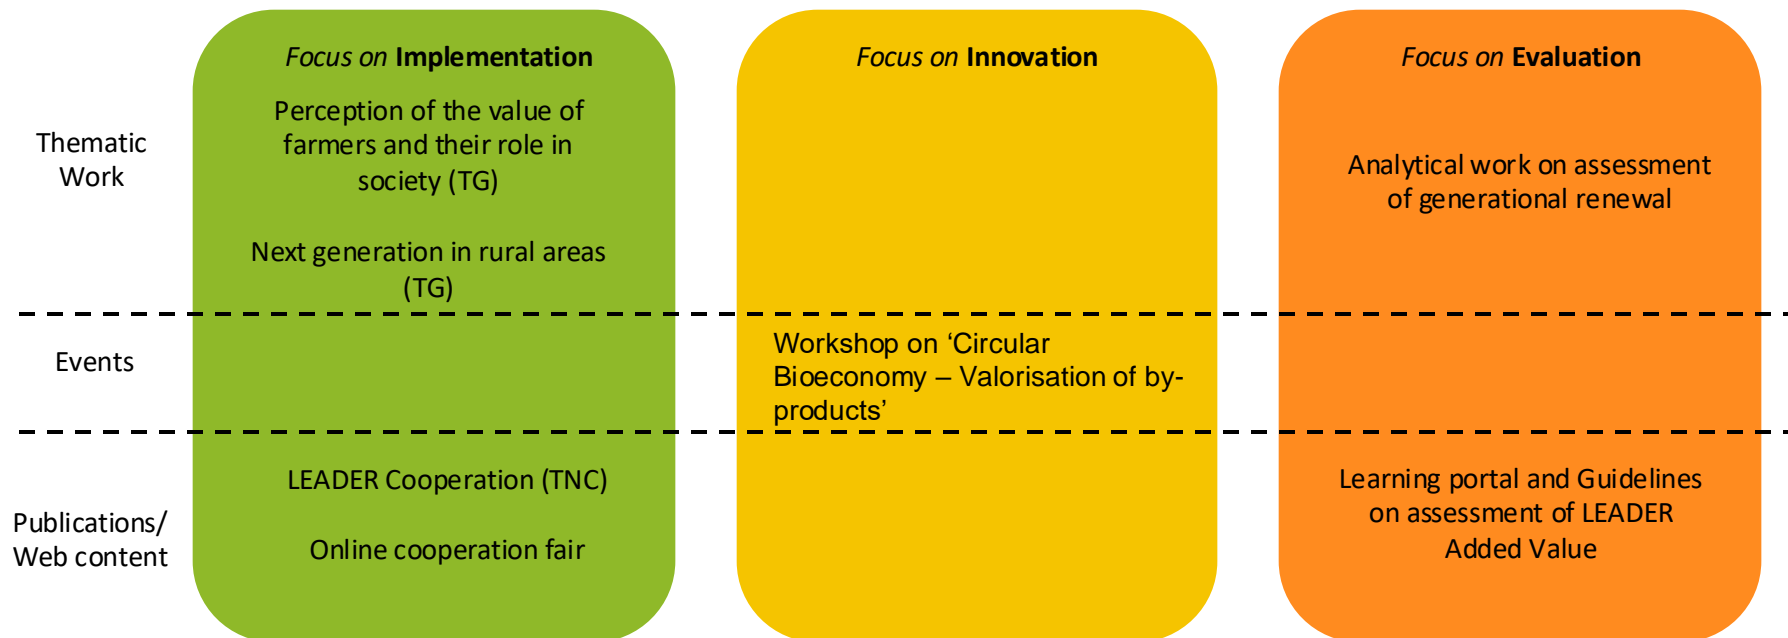 Focus on Implementation
Focus on Innovation
Focus on Evaluation
Thematic
Work
Perception of the value of
farmers and their role in
society (TG)
Next generation in rural areas
(TG)
Analytical work on assessment
of generational renewal
Events
Workshop on ‘Circular
Bioeconomy – Valorisation of by-
products’
Publications/
Web content
LEADER Cooperation (TNC)
Online cooperation fair
Learning portal and Guidelines
on assessment of LEADER
Added Value